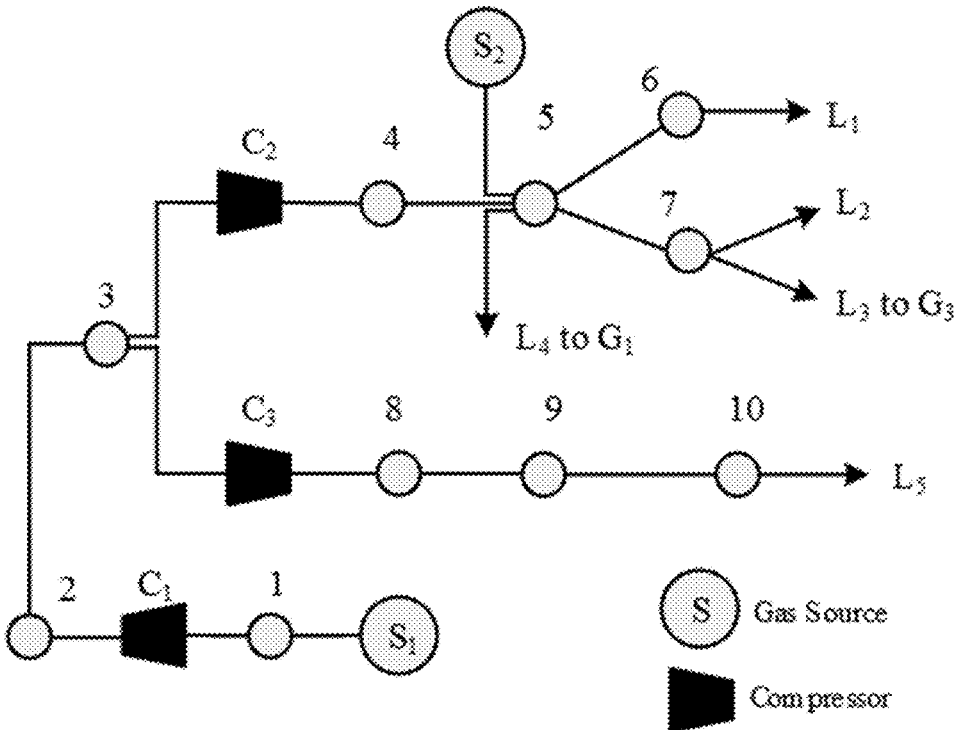 S₂
6
L₁
5
C₂
4
7
L₂
L₃ to G₃
3
L₄ to G₁
C₃
8
9
10
L₅
2
C₁
1
S₁
S
Gas Source
Compressor